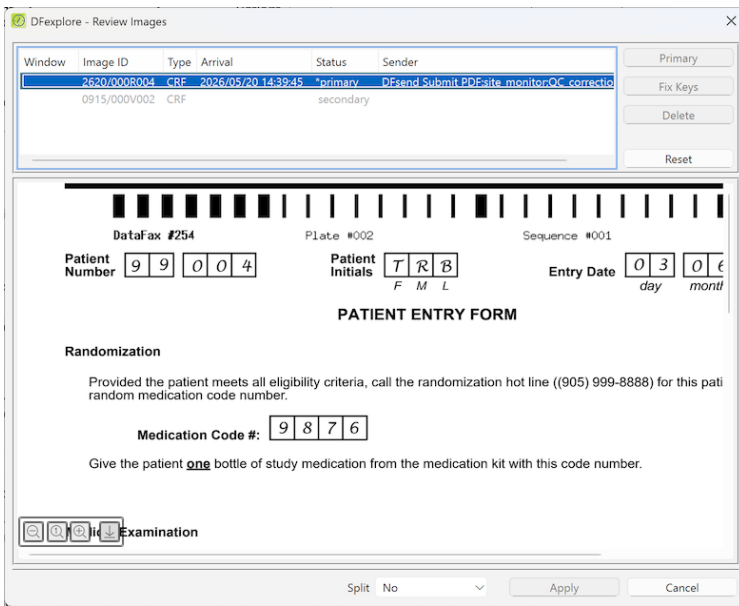 DFexplore - Review Images
Window Image ID Type Arrival Status Sender
2620/000R004 CRF 2026/05/20 14:39:45 *primary DFsend Submit PDF:site_monitor:QC_correctio
0915/000V002 CRF secondary
Primary
Fix Keys
Delete
Reset
DataFax #254 Plate #002 Sequence #001
Patient Number 9 9 0 0 4 Patient Initials T R B Entry Date 0 3 0
F M L day month
PATIENT ENTRY FORM
Randomization
Provided the patient meets all eligibility criteria, call the randomization hot line ((905) 999-8888) for this pati
random medication code number.
Medication Code #: 9 8 7 6
Give the patient one bottle of study medication from the medication kit with this code number.
Examination
Split No Apply Cancel